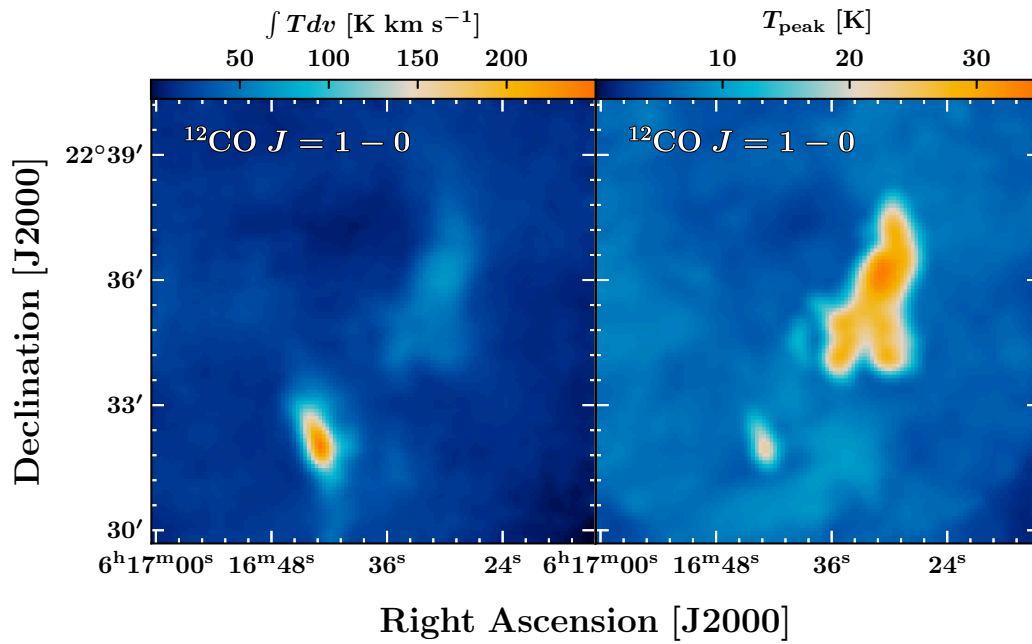 ∫ Tdv [K km s⁻¹]
T_peak [K]
50 100 150 200
10 20 30
¹²CO J = 1 − 0
¹²CO J = 1 − 0
22°39′
36′
33′
30′
Declination [J2000]
6ʰ17ᵐ00ˢ 16ᵐ48ˢ 36ˢ 24ˢ
6ʰ17ᵐ00ˢ 16ᵐ48ˢ 36ˢ 24ˢ
Right Ascension [J2000]